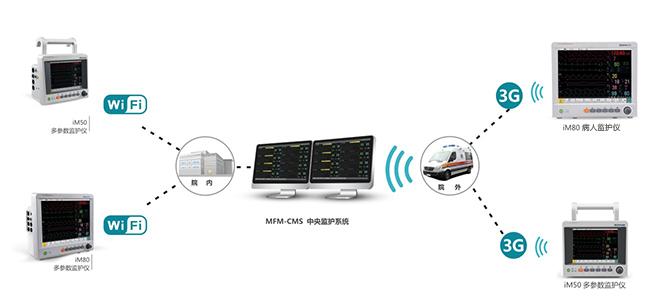 iM50
多参数监护仪
WiFi
院 内
iM80
多参数监护仪
WiFi
MFM-CMS 中央监护系统
院 外
3G
iM80 病人监护仪
3G
iM50 多参数监护仪